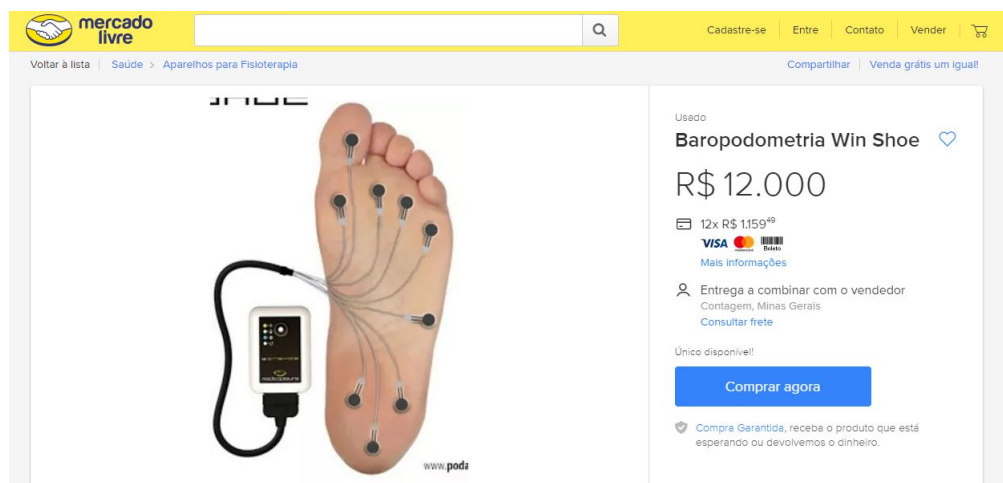 mercado
livre
Cadastre-se
Entre
Contato
Vender
Voltar à lista
Saúde > Aparelhos para Fisioterapia
Compartilhar
Venda grátis um igual!
Usado
Baropodometria Win Shoe
R$ 12.000
12x R$ 1.159⁴⁹
VISA
Boleto
Mais informações
Entrega a combinar com o vendedor
Contagem, Minas Gerais
Consultar frete
Único disponível!
Comprar agora
Compra Garantida, receba o produto que está
esperando ou devolvemos o dinheiro.
www.poda